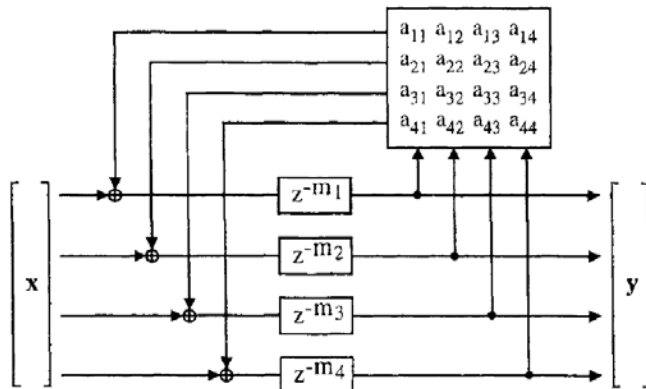 a₁₁ a₁₂ a₁₃ a₁₄
a₂₁ a₂₂ a₂₃ a₂₄
a₃₁ a₃₂ a₃₃ a₃₄
a₄₁ a₄₂ a₄₃ a₄₄
z⁻ᵐ¹
z⁻ᵐ²
x
y
z⁻ᵐ³
z⁻ᵐ⁴